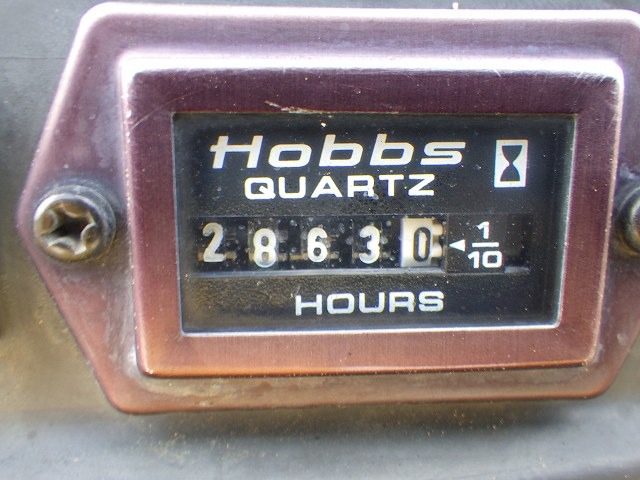 Hobbs
QUARTZ
28630 ◄ 1/10
HOURS